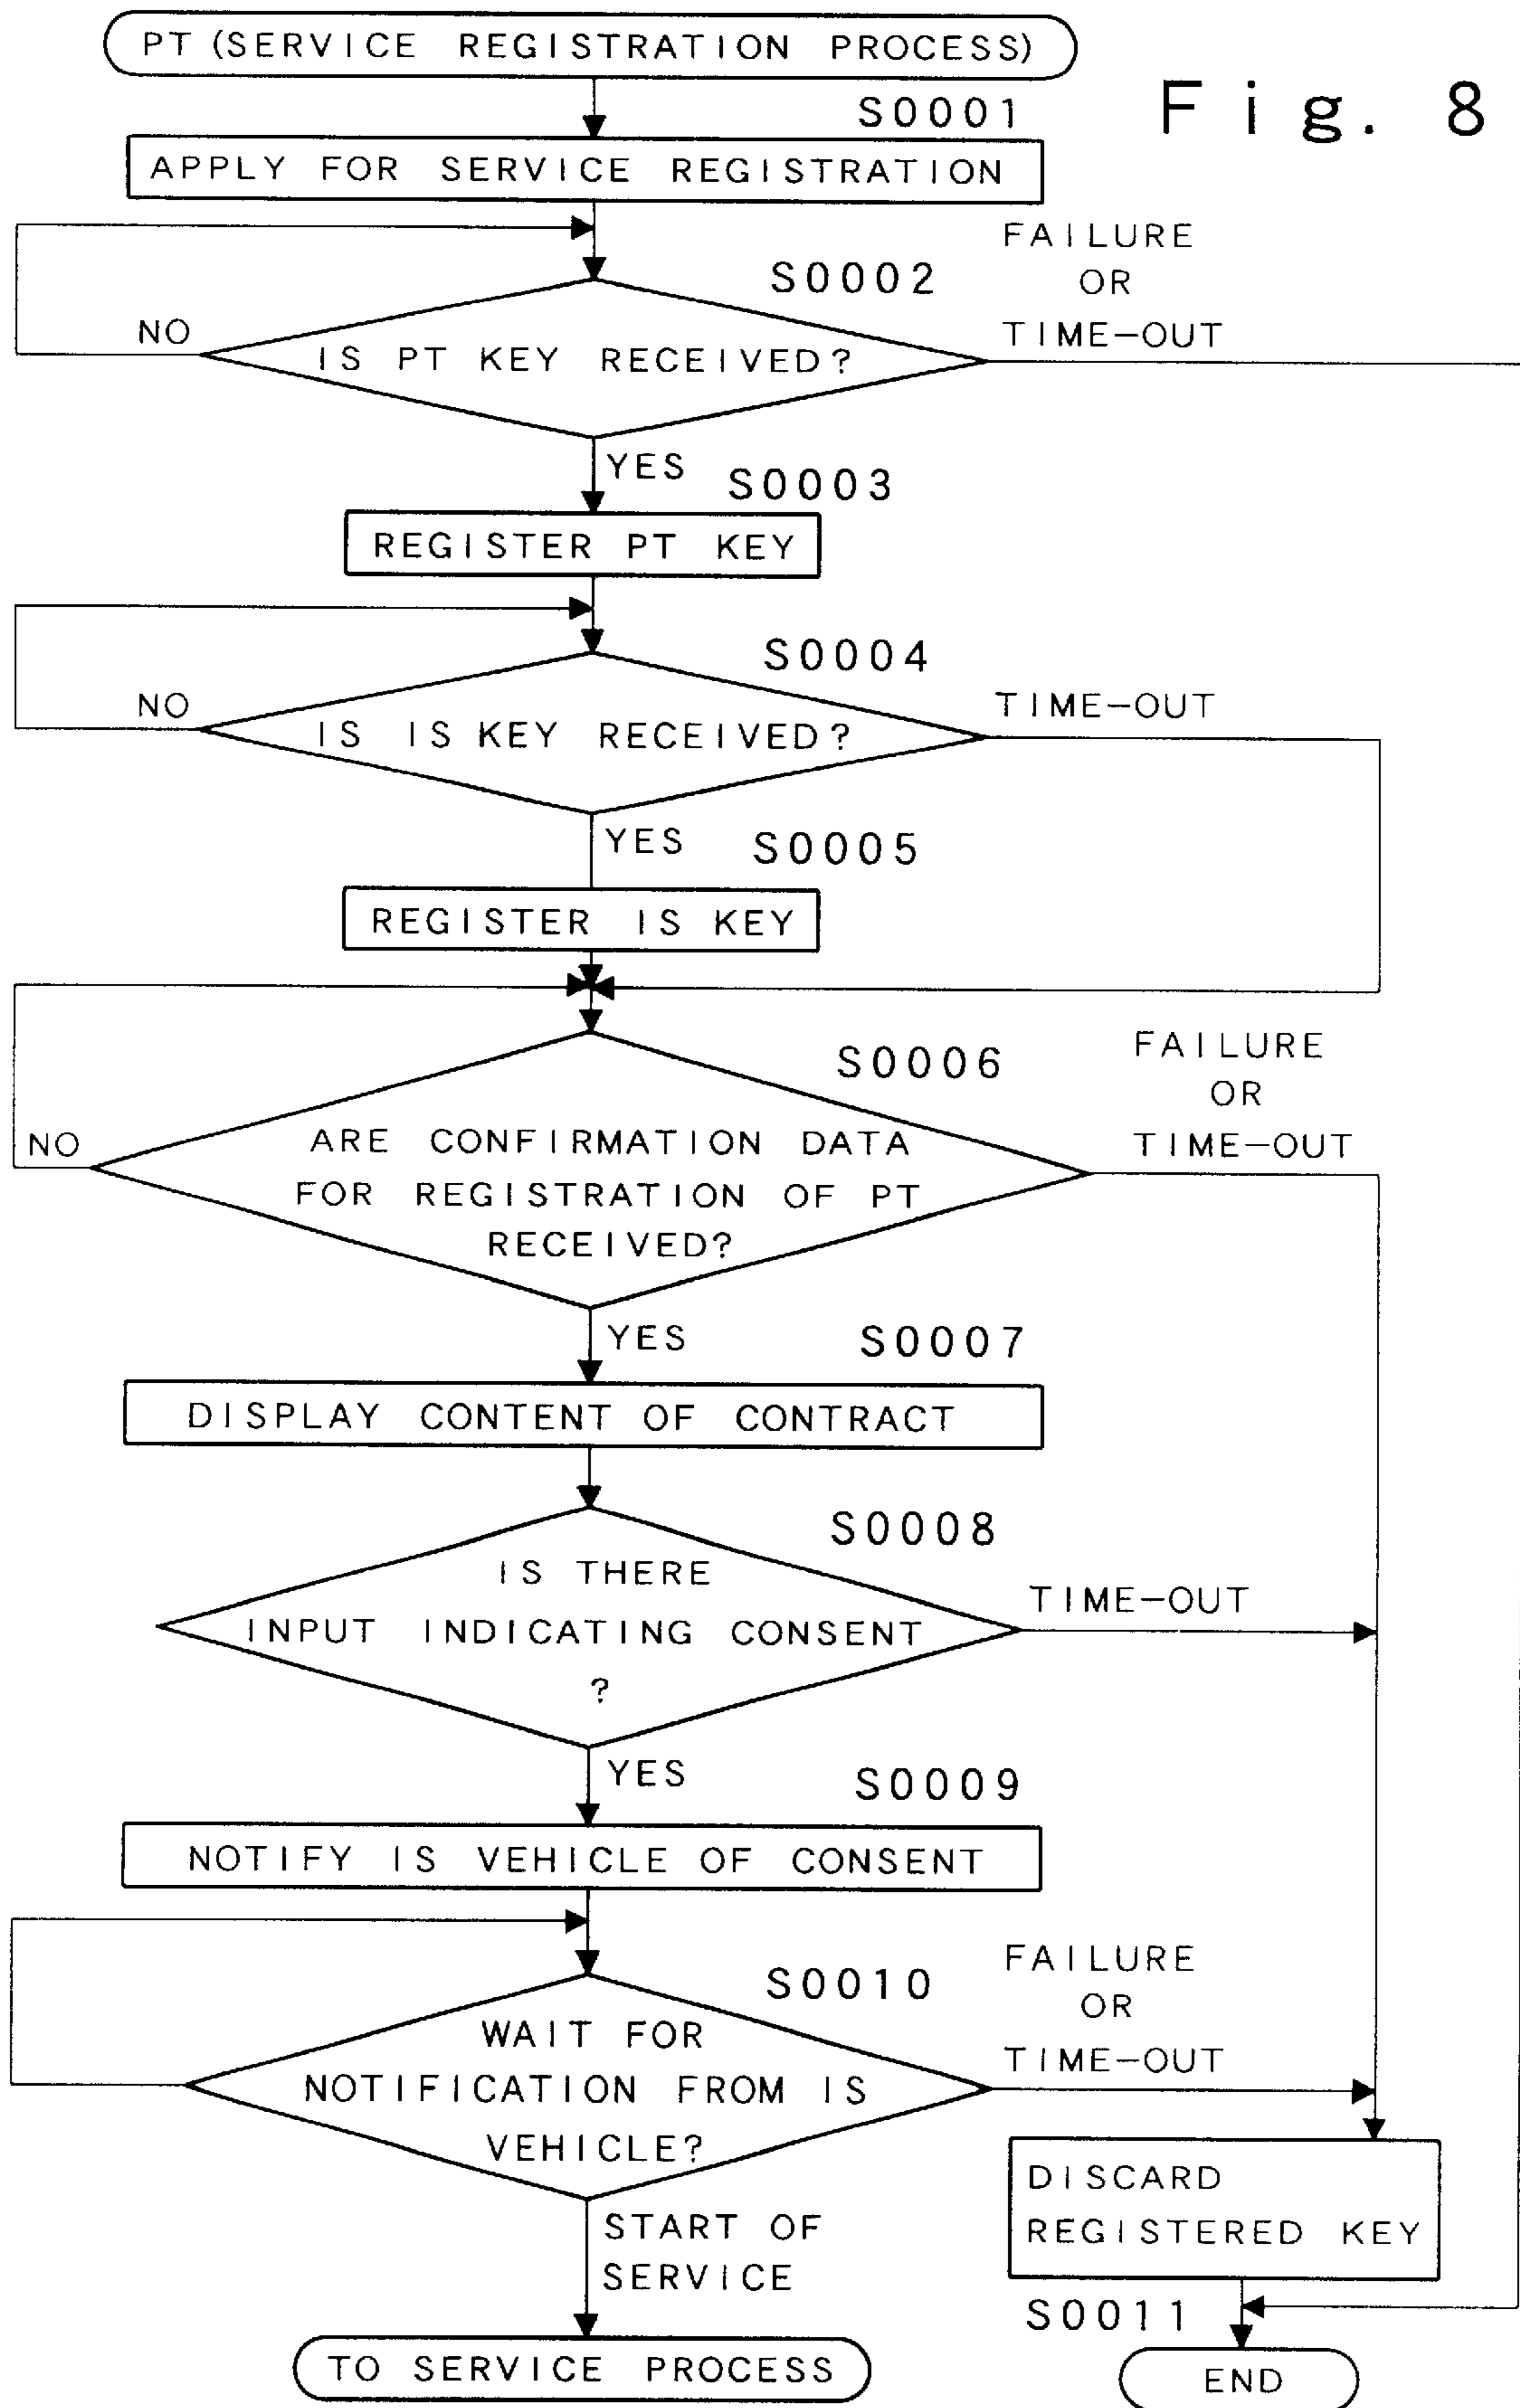 PT (SERVICE REGISTRATION PROCESS)
Fig. 8
S0001
APPLY FOR SERVICE REGISTRATION
FAILURE
OR
TIME-OUT
S0002
NO
IS PT KEY RECEIVED?
YES
S0003
REGISTER PT KEY
S0004
NO
TIME-OUT
IS IS KEY RECEIVED?
YES
S0005
REGISTER IS KEY
S0006
FAILURE
OR
TIME-OUT
NO
ARE CONFIRMATION DATA
FOR REGISTRATION OF PT
RECEIVED?
YES
S0007
DISPLAY CONTENT OF CONTRACT
S0008
IS THERE
INPUT INDICATING CONSENT
?
TIME-OUT
YES
S0009
NOTIFY IS VEHICLE OF CONSENT
S0010
FAILURE
OR
TIME-OUT
WAIT FOR
NOTIFICATION FROM IS
VEHICLE?
START OF
SERVICE
DISCARD
REGISTERED KEY
S0011
TO SERVICE PROCESS
END